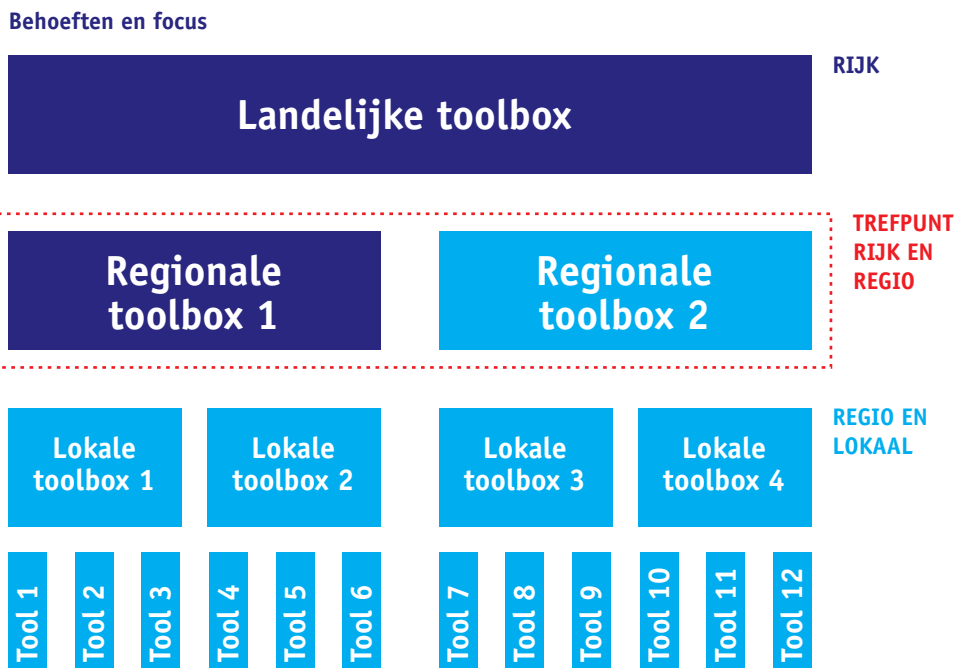 Behoeften en focus
RIJK
Landelijke toolbox
TREFPUNT
RIJK EN
REGIO
Regionale
toolbox 1
Regionale
toolbox 2
REGIO EN
LOKAAL
Lokale
toolbox 1
Lokale
toolbox 2
Lokale
toolbox 3
Lokale
toolbox 4
Tool 1
Tool 2
Tool 3
Tool 4
Tool 5
Tool 6
Tool 7
Tool 8
Tool 9
Tool 10
Tool 11
Tool 12